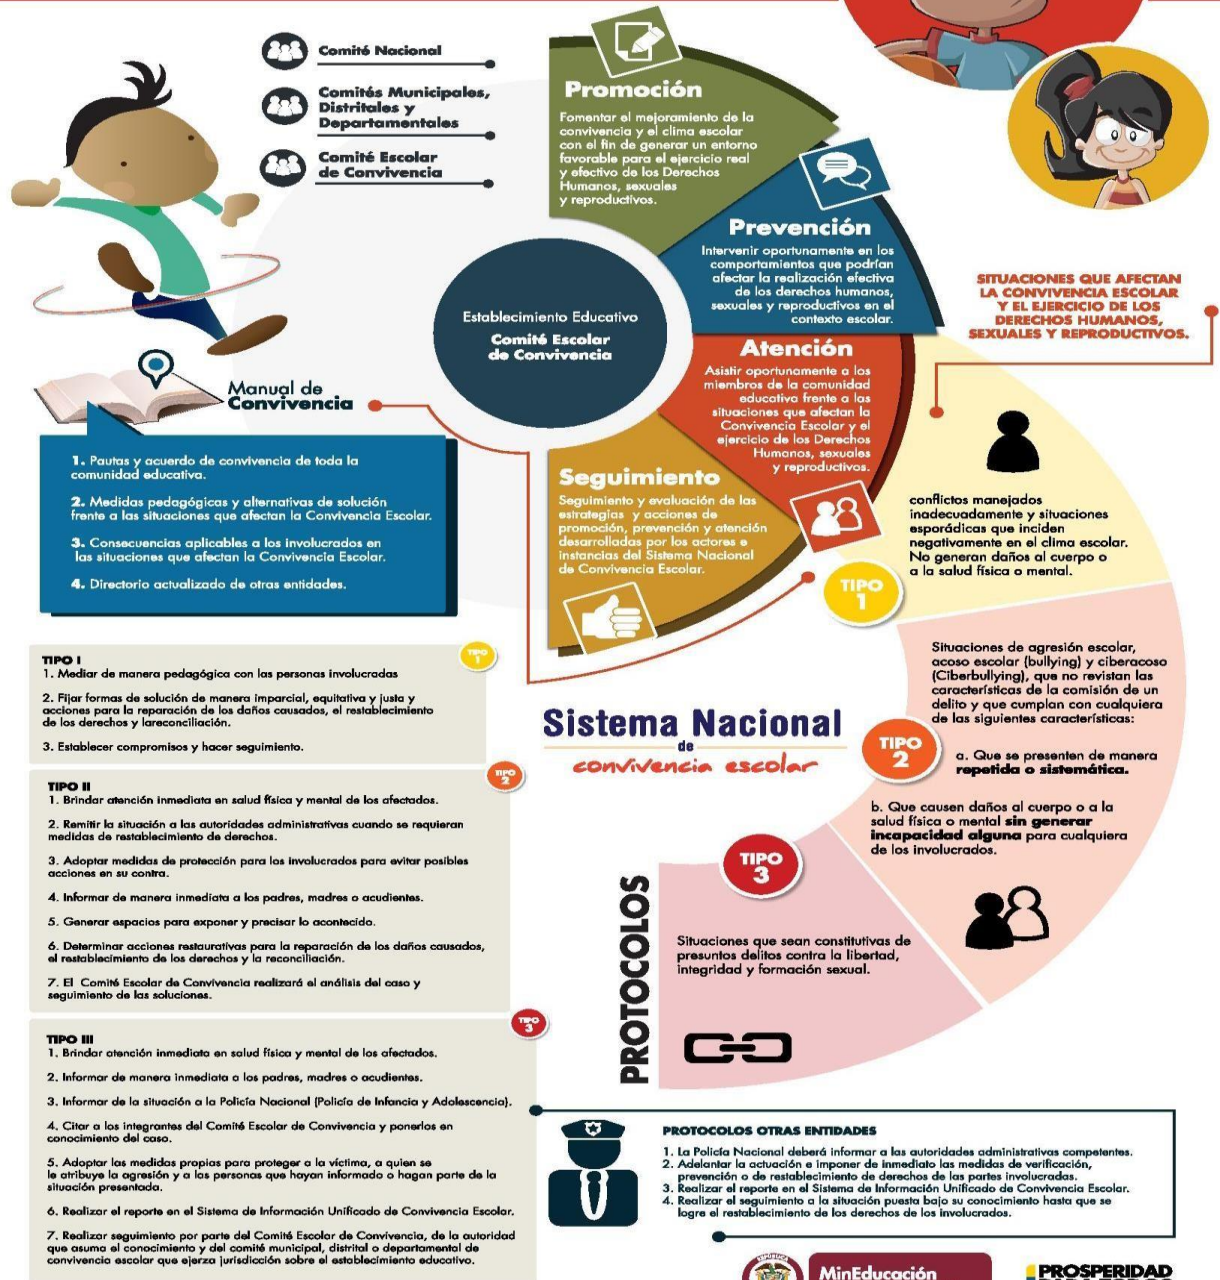 Comité Nacional
Comités Municipales,
Distritales y
Departamentales
Comité Escolar
de Convivencia
Promoción
Fomentar el mejoramiento de la
convivencia y el clima escolar
con el fin de generar un entorno
favorable para el ejercicio real
y efectivo de los Derechos
Humanos, sexuales
y reproductivos.
Prevención
Intervenir oportunamente en los
comportamientos que podrían
afectar la realización efectiva
de los derechos humanos,
sexuales y reproductivos en el
contexto escolar.
Establecimiento Educativo
Comité Escolar
de Convivencia
Atención
Asistir oportunamente a los
miembros de la comunidad
educativa frente a las
situaciones que afectan la
Convivencia Escolar y el
ejercicio de los Derechos
Humanos, sexuales
y reproductivos.
Seguimiento
Seguimiento y evaluación de las
estrategias y acciones de
promoción, prevención y atención
desarrolladas por los actores e
instancias del Sistema Nacional
de Convivencia Escolar.
SITUACIONES QUE AFECTAN
LA CONVIVENCIA ESCOLAR
Y EL EJERCICIO DE LOS
DERECHOS HUMANOS,
SEXUALES Y REPRODUCTIVOS.
Manual de
Convivencia
1. Pautas y acuerdo de convivencia de toda la
comunidad educativa.
2. Medidas pedagógicas y alternativas de solución
frente a las situaciones que afectan la Convivencia Escolar.
3. Consecuencias aplicables a los involucrados en
las situaciones que afectan la Convivencia Escolar.
4. Directorio actualizado de otras entidades.
conflictos manejados
inadecuadamente y situaciones
esporádicas que inciden
negativamente en el clima escolar.
No generan daños al cuerpo o
a la salud física o mental.
TIPO
1
Situaciones de agresión escolar,
acoso escolar (bullying) y ciberacoso
(Ciberbullying), que no revistan las
características de la comisión de un
delito y que cumplan con cualquiera
de las siguientes características:
TIPO
2
a. Que se presenten de manera
repetida o sistemática.
b. Que causen daños al cuerpo o a la
salud física o mental sin generar
incapacidad alguna para cualquiera
de los involucrados.
TIPO
3
Situaciones que sean constitutivas de
presuntos delitos contra la libertad,
integridad y formación sexual.
Sistema Nacional
de
convivencia escolar
PROTOCOLOS
TIPO
1
TIPO I
1. Mediar de manera pedagógica con las personas involucradas
2. Fijar formas de solución de manera imparcial, equitativa y justa y
acciones para la reparación de los daños causados, el restablecimiento
de los derechos y lareconciliación.
3. Establecer compromisos y hacer seguimiento.
TIPO
2
TIPO II
1. Brindar atención inmediata en salud física y mental de los afectados.
2. Remitir la situación a las autoridades administrativas cuando se requieran
medidas de restablecimiento de derechos.
3. Adoptar medidas de protección para los involucrados para evitar posibles
acciones en su contra.
4. Informar de manera inmediata a los padres, madres o acudientes.
5. Generar espacios para exponer y precisar lo acontecido.
6. Determinar acciones restaurativas para la reparación de los daños causados,
el restablecimiento de los derechos y la reconciliación.
7. El Comité Escolar de Convivencia realizará el análisis del caso y
seguimiento de las soluciones.
TIPO
3
TIPO III
1. Brindar atención inmediata en salud física y mental de los afectados.
2. Informar de manera inmediata a los padres, madres o acudientes.
3. Informar de la situación a la Policía Nacional (Policía de Infancia y Adolescencia).
4. Citar a los integrantes del Comité Escolar de Convivencia y ponerlos en
conocimiento del caso.
5. Adoptar las medidas propias para proteger a la víctima, a quien se
le atribuye la agresión y a las personas que hayan informado o hagan parte de la
situación presentada.
6. Realizar el reporte en el Sistema de Información Unificado de Convivencia Escolar.
7. Realizar seguimiento por parte del Comité Escolar de Convivencia, de la autoridad
que asuma el conocimiento y del comité municipal, distrital o departamental de
convivencia escolar que ejerza jurisdicción sobre el establecimiento educativo.
PROTOCOLOS OTRAS ENTIDADES
1. La Policía Nacional deberá informar a las autoridades administrativas competentes.
2. Adelantar la actuación e imponer de inmediato las medidas de verificación,
prevención o de restablecimiento de derechos de las partes involucradas.
3. Realizar el reporte en el Sistema de Información Unificado de Convivencia Escolar.
4. Realizar el seguimiento a la situación puesta bajo su conocimiento hasta que se
logre el restablecimiento de los derechos de los involucrados.
MinEducación
PROSPERIDAD